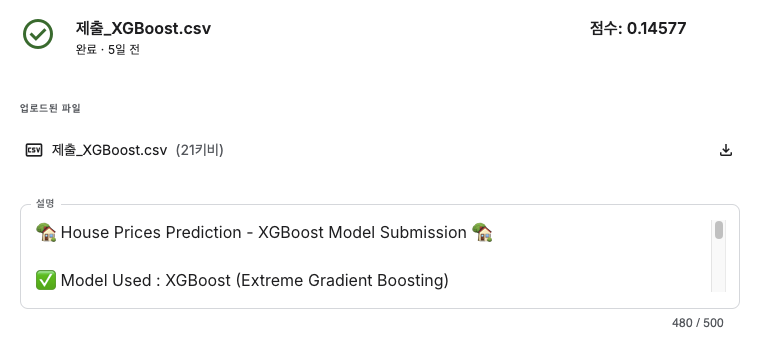 제출_XGBoost.csv
점수: 0.14577
완료 · 5일 전
업로드된 파일
CSV 제출_XGBoost.csv (21키비)
설명
🏡 House Prices Prediction - XGBoost Model Submission 🏡
✅ Model Used : XGBoost (Extreme Gradient Boosting)
480 / 500